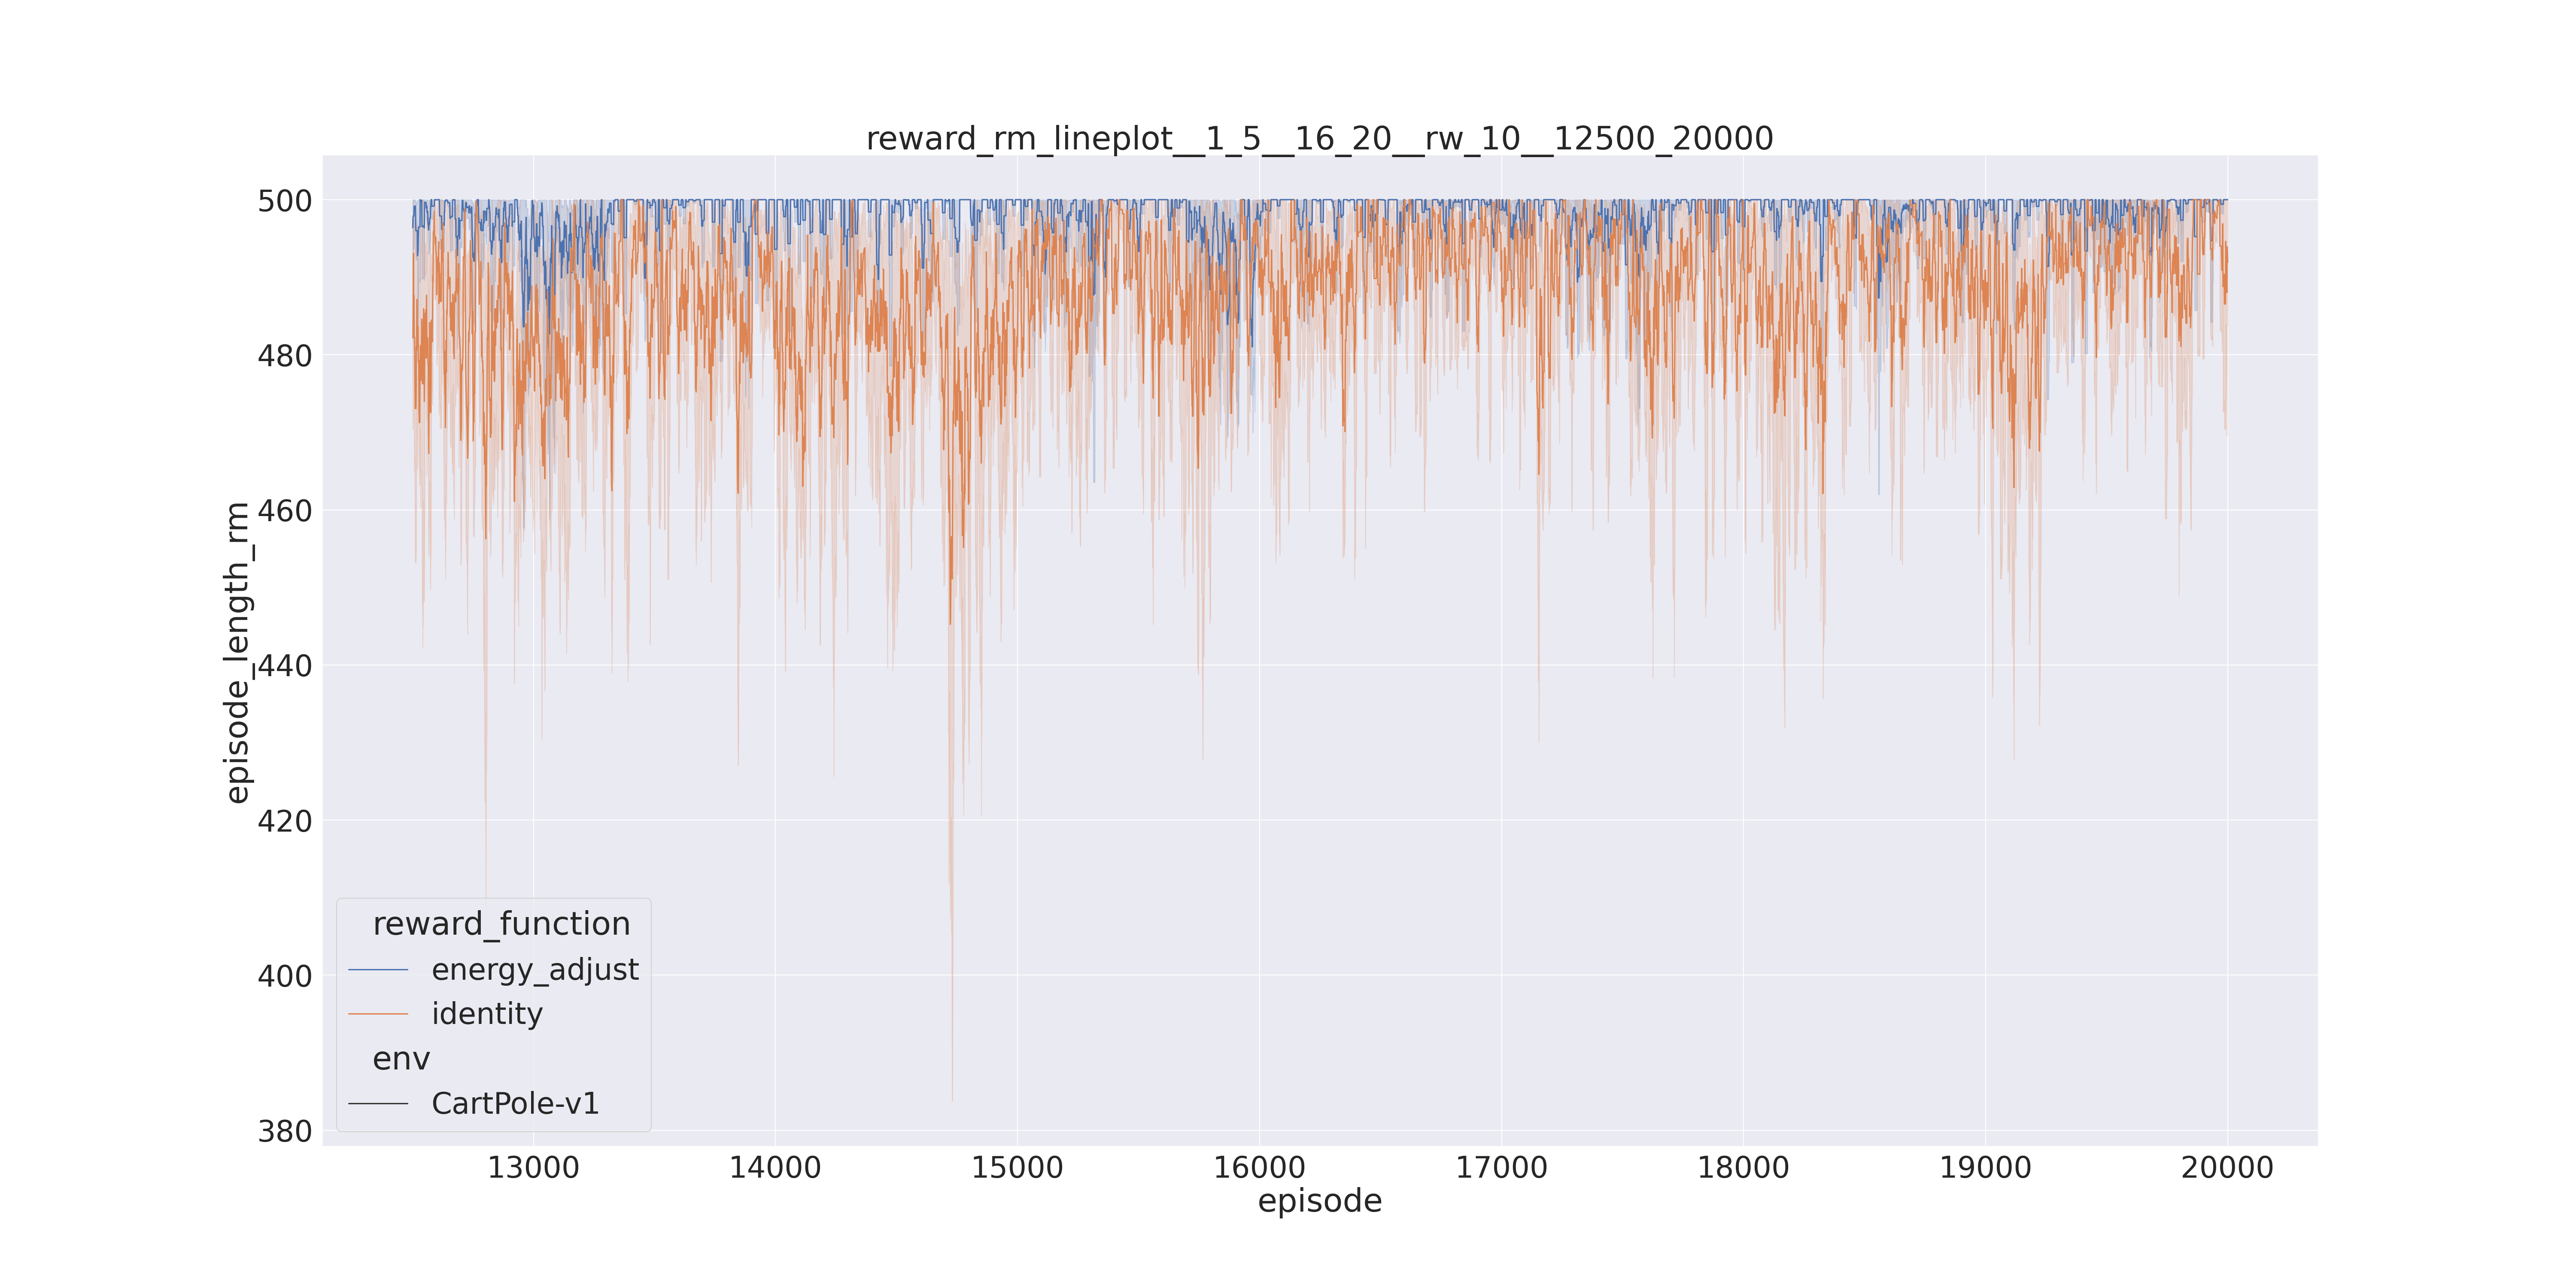 reward_rm_lineplot__1_5__16_20__rw_10__12500_20000
500
480
460
440
420
400
380
episode_length_rm
reward_function
energy_adjust
identity
env
CartPole-v1
13000 14000 15000 16000 17000 18000 19000 20000
episode